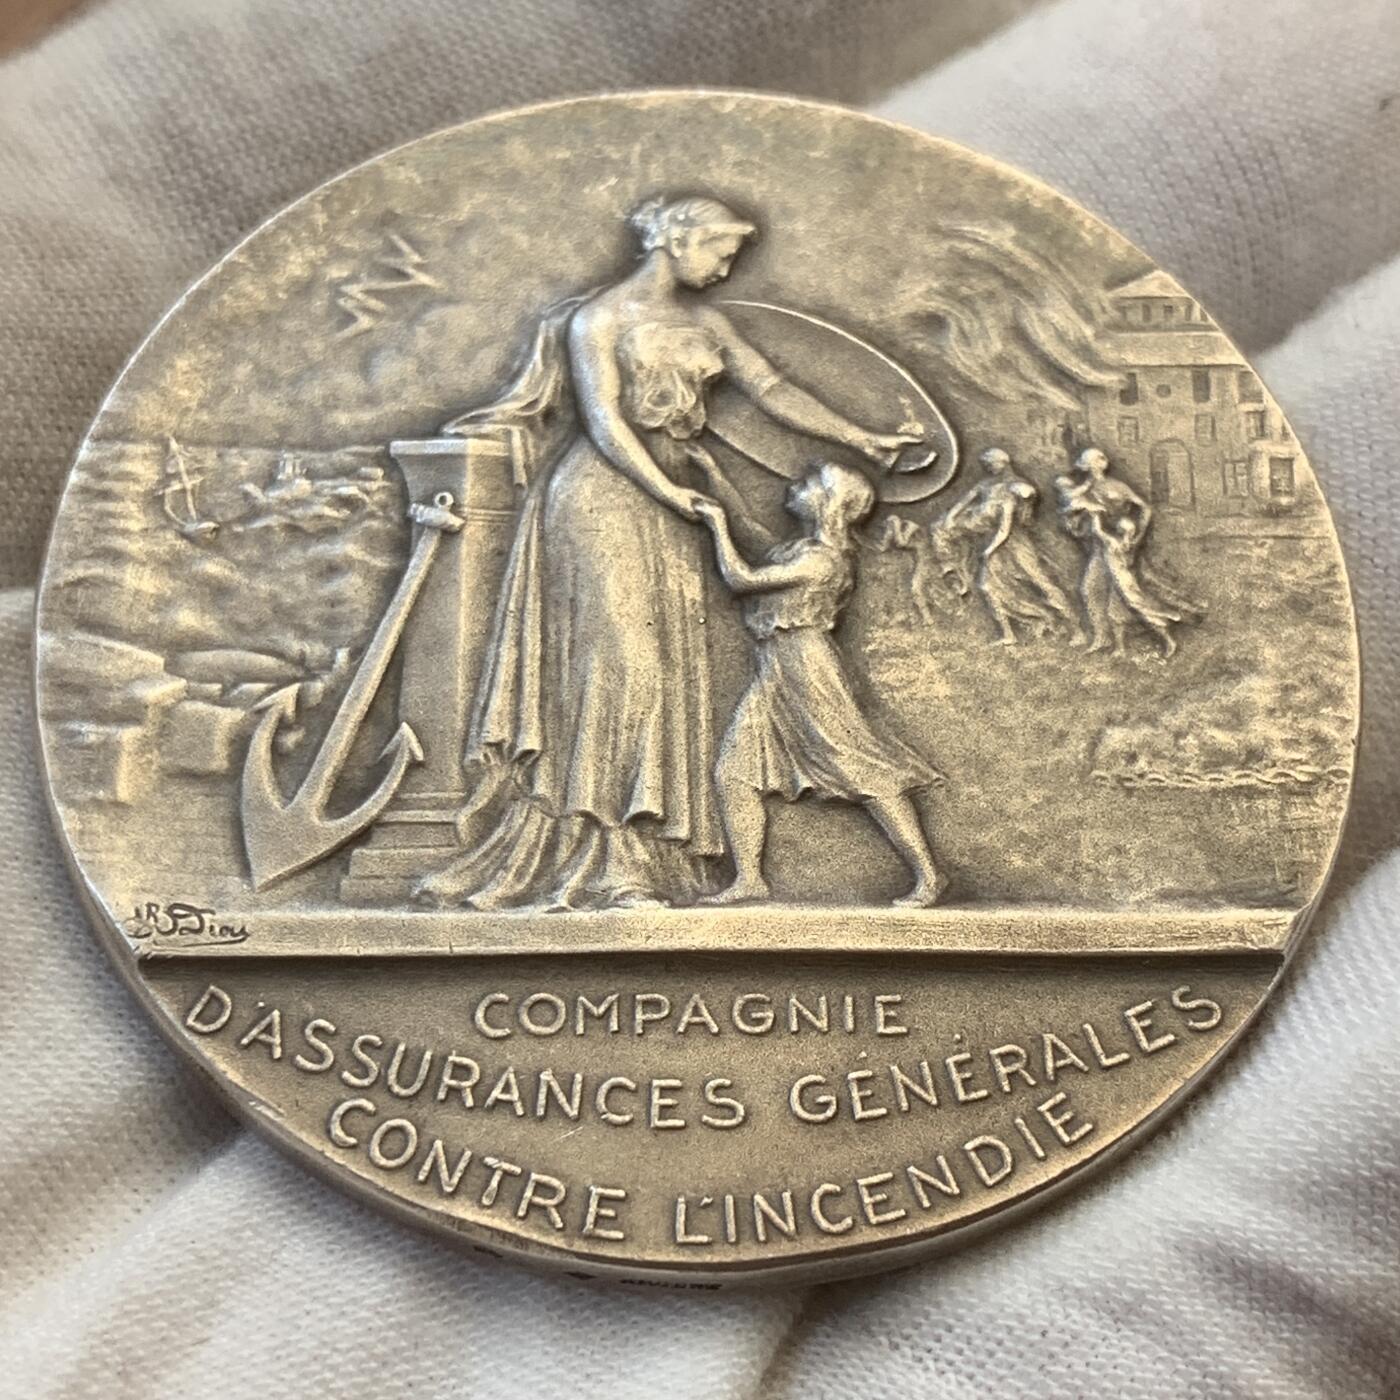 COMPAGNIE
D'ASSURANCES GÉNÉRALES
CONTRE L'INCENDIE